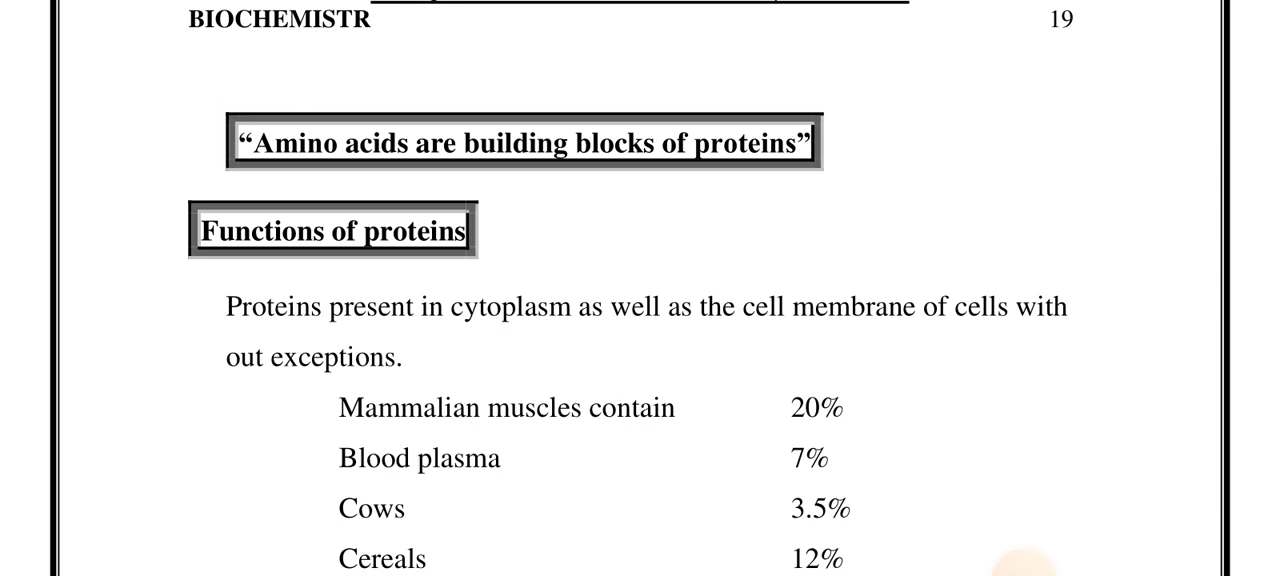 BIOCHEMISTR 19
“Amino acids are building blocks of proteins”
Functions of proteins
Proteins present in cytoplasm as well as the cell membrane of cells with
out exceptions.
Mammalian muscles contain 20%
Blood plasma 7%
Cows 3.5%
Cereals 12%